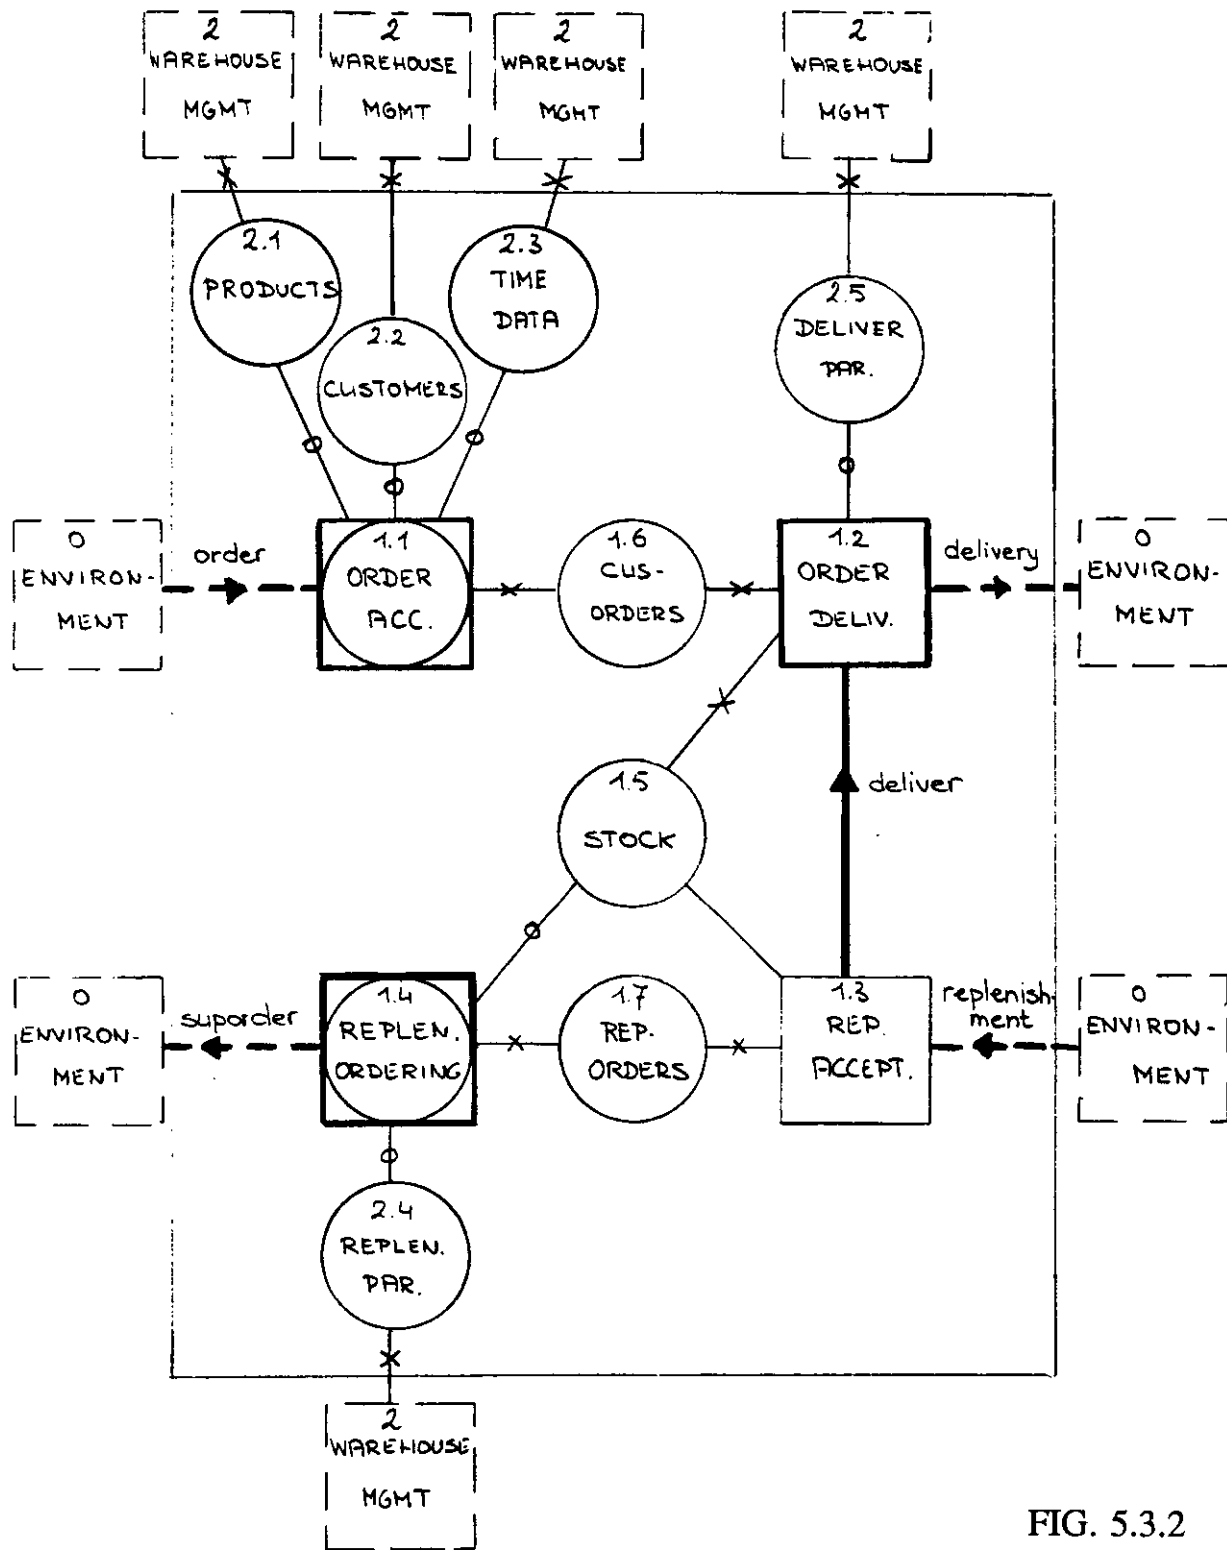 2
WAREHOUSE
MGMT
2
WAREHOUSE
MGMT
2
WAREHOUSE
MGMT
2
WAREHOUSE
MGMT
2.1
PRODUCTS
2.2
CUSTOMERS
2.3
TIME
DATA
2.5
DELIVER
PAR.
0
ENVIRON-
MENT
order
1.1
ORDER
ACC.
1.6
CUS-
ORDERS
1.2
ORDER
DELIV.
delivery
0
ENVIRON-
MENT
1.5
STOCK
deliver
0
ENVIRON-
MENT
suporder
1.4
REPLEN.
ORDERING
1.7
REP-
ORDERS
1.3
REP.
ACCEPT.
replenish-
ment
0
ENVIRON-
MENT
2.4
REPLEN.
PAR.
2
WAREHOUSE
MGMT
FIG. 5.3.2